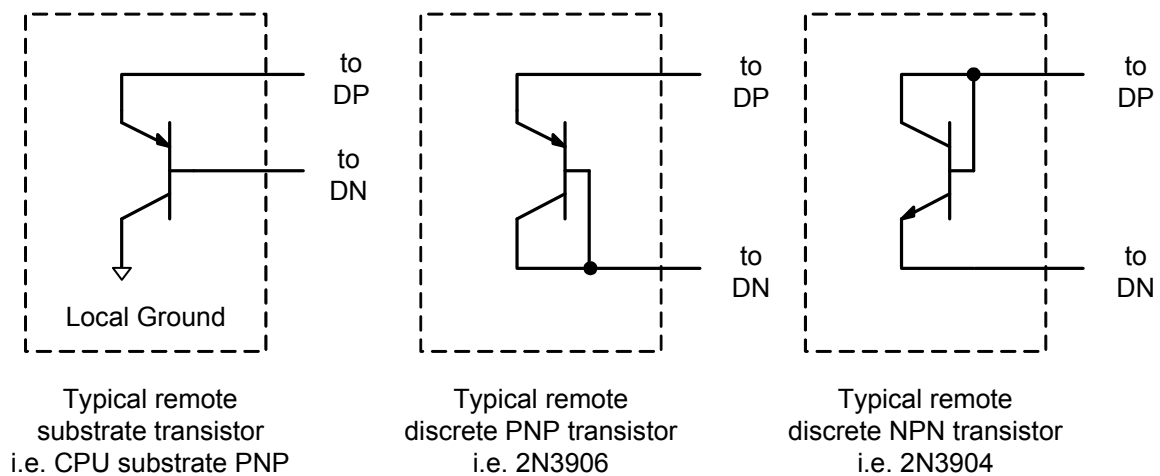 to
DP
to
DN
Local Ground
Typical remote
substrate transistor
i.e. CPU substrate PNP
to
DP
to
DN
Typical remote
discrete PNP transistor
i.e. 2N3906
to
DP
to
DN
Typical remote
discrete NPN transistor
i.e. 2N3904